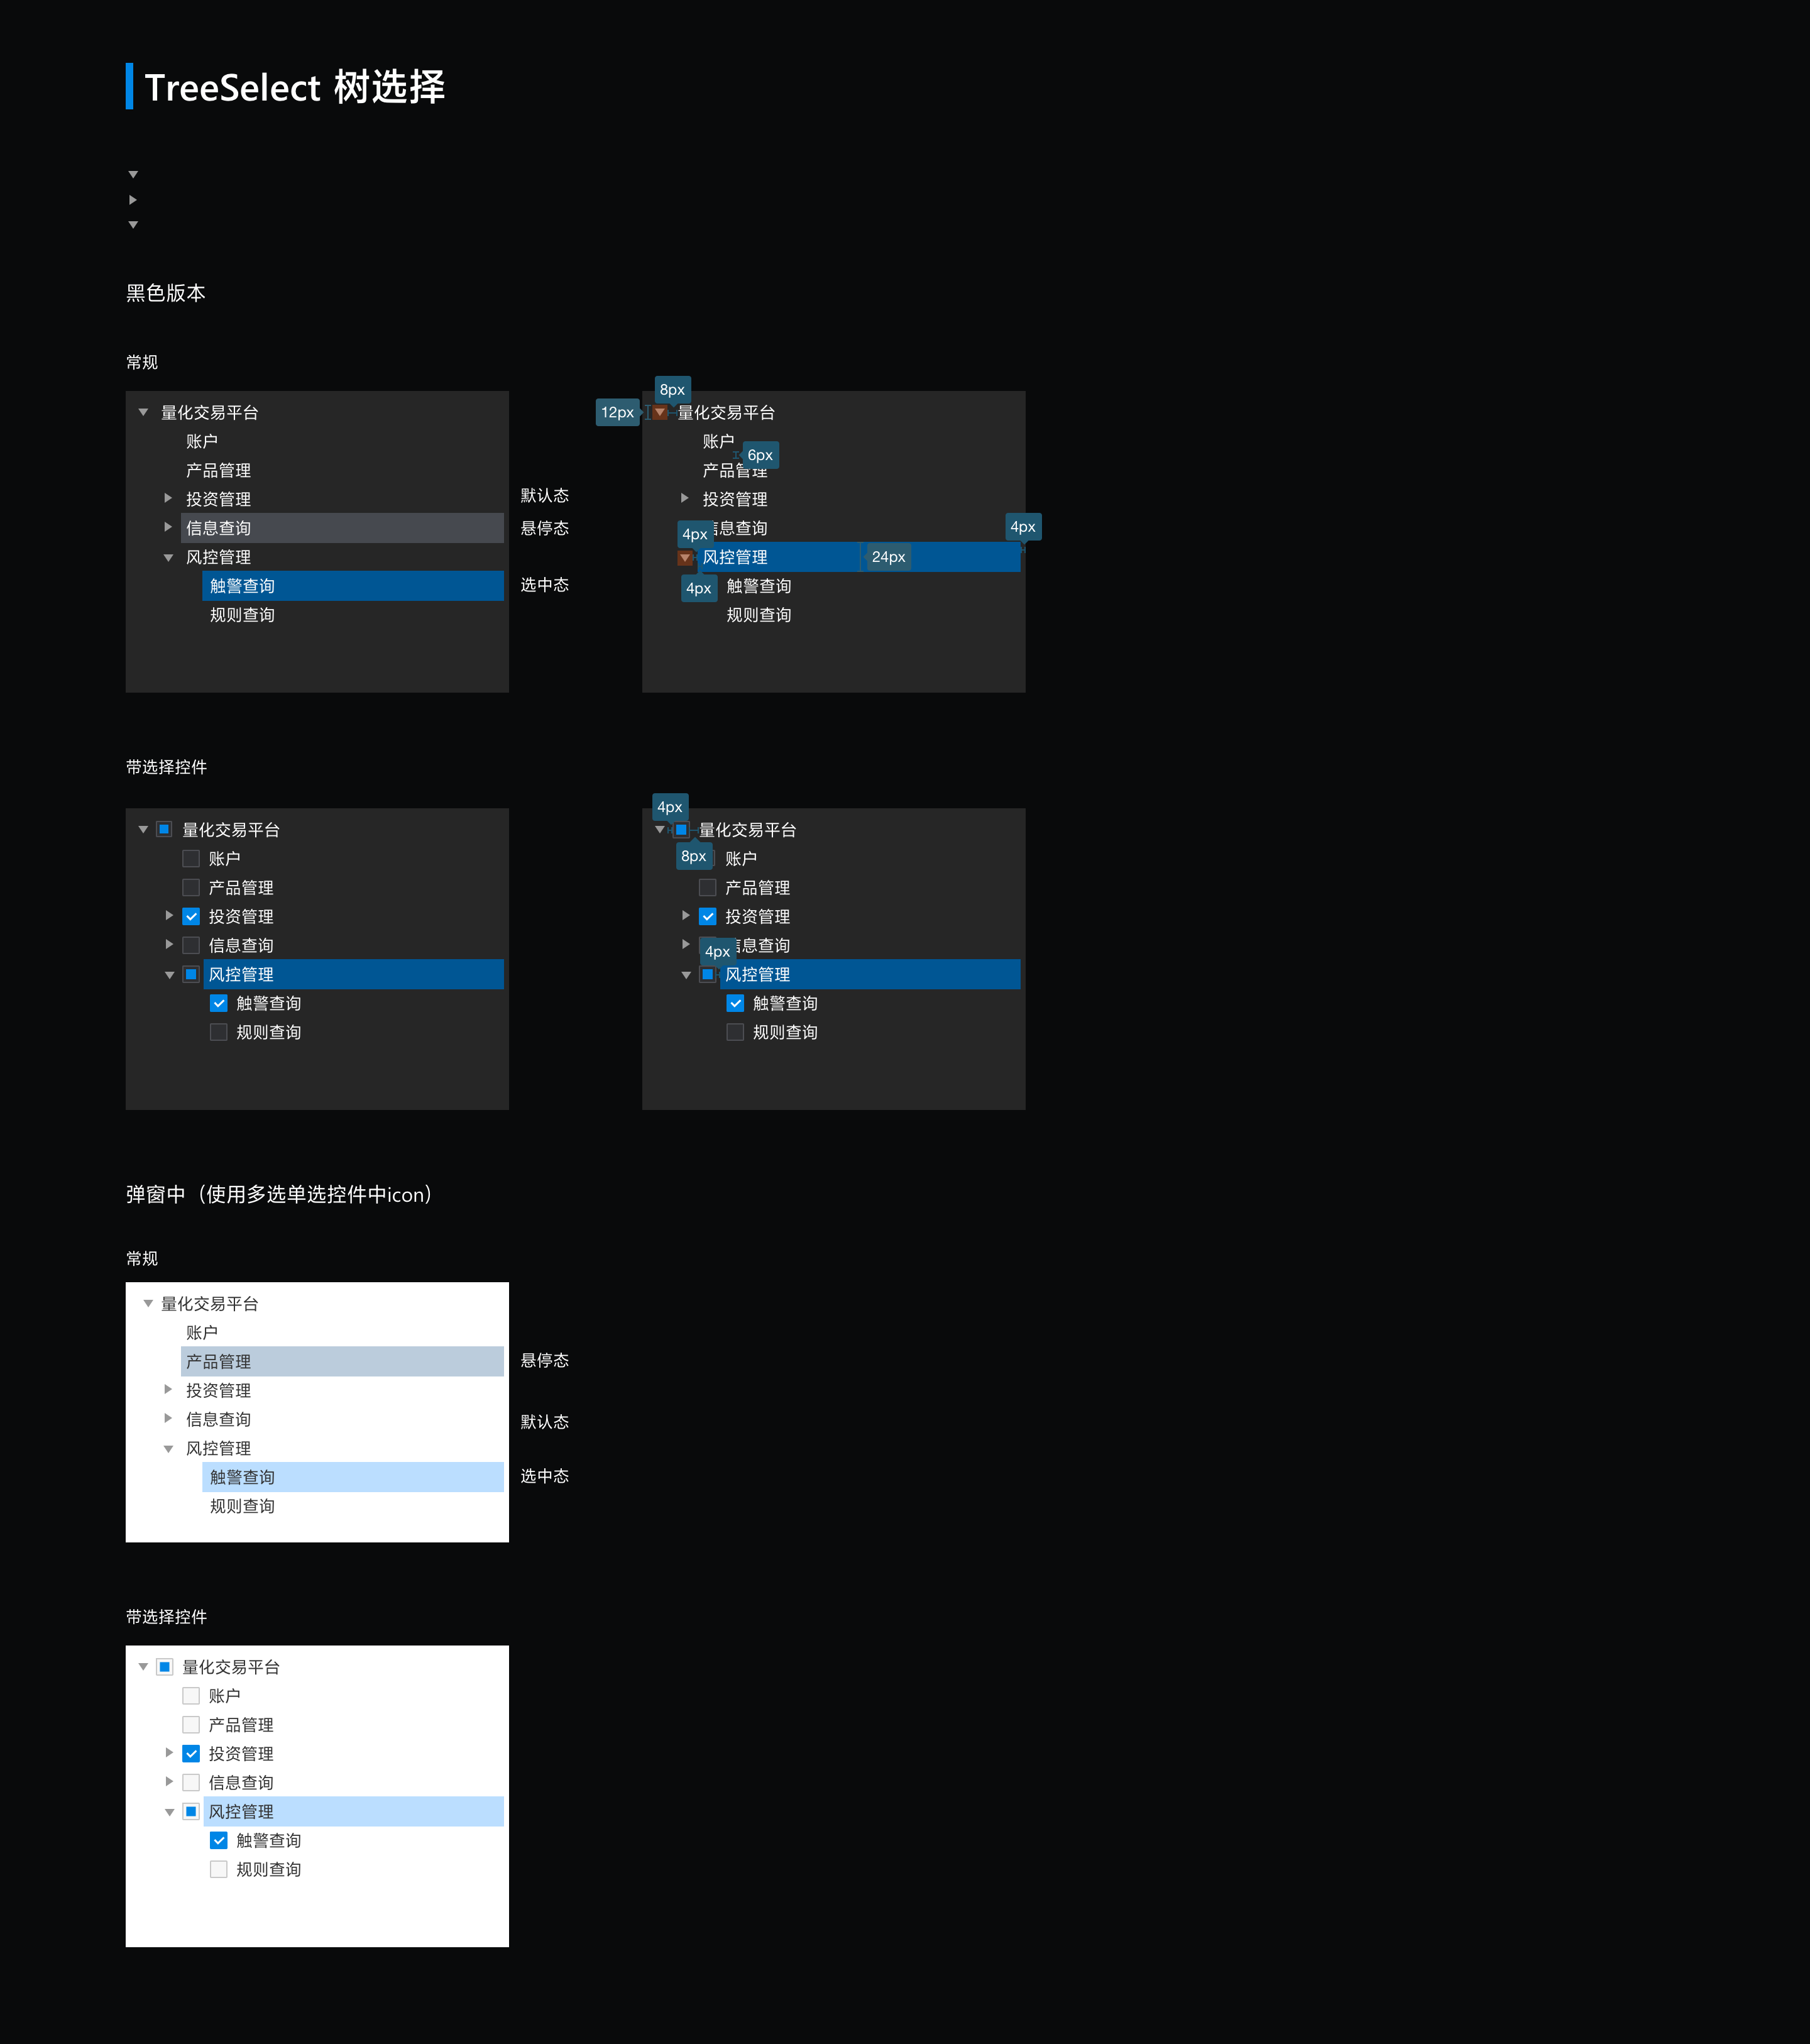 TreeSelect 树选择
黑色版本
常规
量化交易平台
账户
产品管理
投资管理
信息查询
风控管理
触警查询
规则查询
默认态
悬停态
选中态
8px
12px
量化交易平台
账户
6px
产品管理
投资管理
4px
信息查询
4px
风控管理
24px
4px
触警查询
规则查询
带选择控件
量化交易平台
账户
产品管理
投资管理
信息查询
风控管理
触警查询
规则查询
4px
量化交易平台
8px
账户
产品管理
投资管理
4px
信息查询
风控管理
触警查询
规则查询
弹窗中（使用多选单选控件中icon）
常规
量化交易平台
账户
产品管理
投资管理
信息查询
风控管理
触警查询
规则查询
悬停态
默认态
选中态
带选择控件
量化交易平台
账户
产品管理
投资管理
信息查询
风控管理
触警查询
规则查询